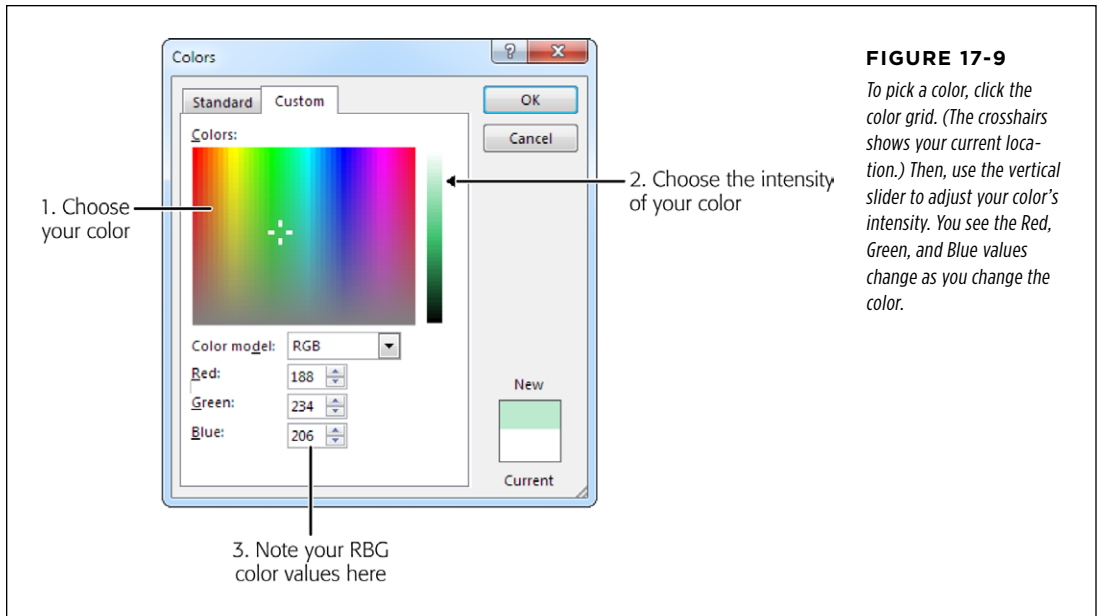 Colors
?
X
Standard
Custom
OK
Cancel
Colors:
1. Choose
your color
2. Choose the intensity
of your color
Color model:
RGB
Red:
188
Green:
234
Blue:
206
New
Current
3. Note your RBG
color values here
FIGURE 17-9
To pick a color, click the
color grid. (The crosshairs
shows your current loca-
tion.) Then, use the vertical
slider to adjust your color’s
intensity. You see the Red,
Green, and Blue values
change as you change the
color.